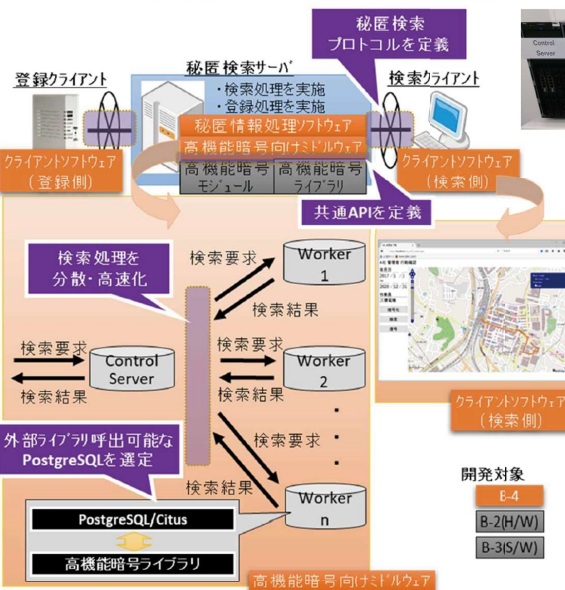 秘匿検索
プロトコルを定義
Control
Server
登録クライアント
秘匿検索サーバ
検索クライアント
・検索処理を実施
・登録処理を実施
秘匿情報処理ソフトウェア
高機能暗号向けミドルウェア
高機能暗号
モジュール
高機能暗号
ライブラリ
クライアントソフトウェア
(登録側)
クライアントソフトウェア
(検索側)
共通APIを定義
検索処理を
分散・高速化
検索要求
検索結果
Worker
1
検索要求
検索結果
Control
Server
検索要求
検索結果
Worker
2
・
・
・
検索要求
検索結果
Worker
n
外部ライブラリ呼出可能な
PostgreSQLを選定
PostgreSQL/Citus
高機能暗号ライブラリ
高機能暗号向けミドルウェア
クライアントソフトウェア
(検索側)
開発対象
B-4
B-2(H/W)
B-3(S/W)